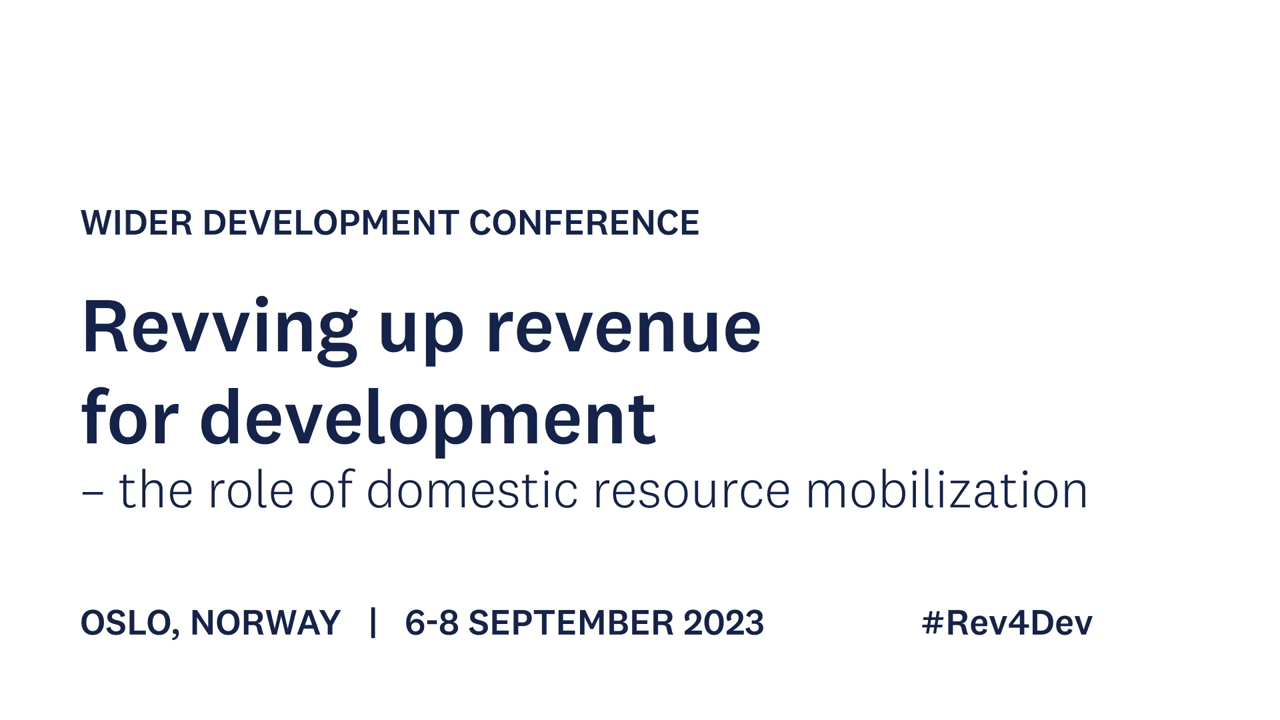 WIDER DEVELOPMENT CONFERENCE
Revving up revenue
for development
– the role of domestic resource mobilization
OSLO, NORWAY | 6-8 SEPTEMBER 2023 #Rev4Dev